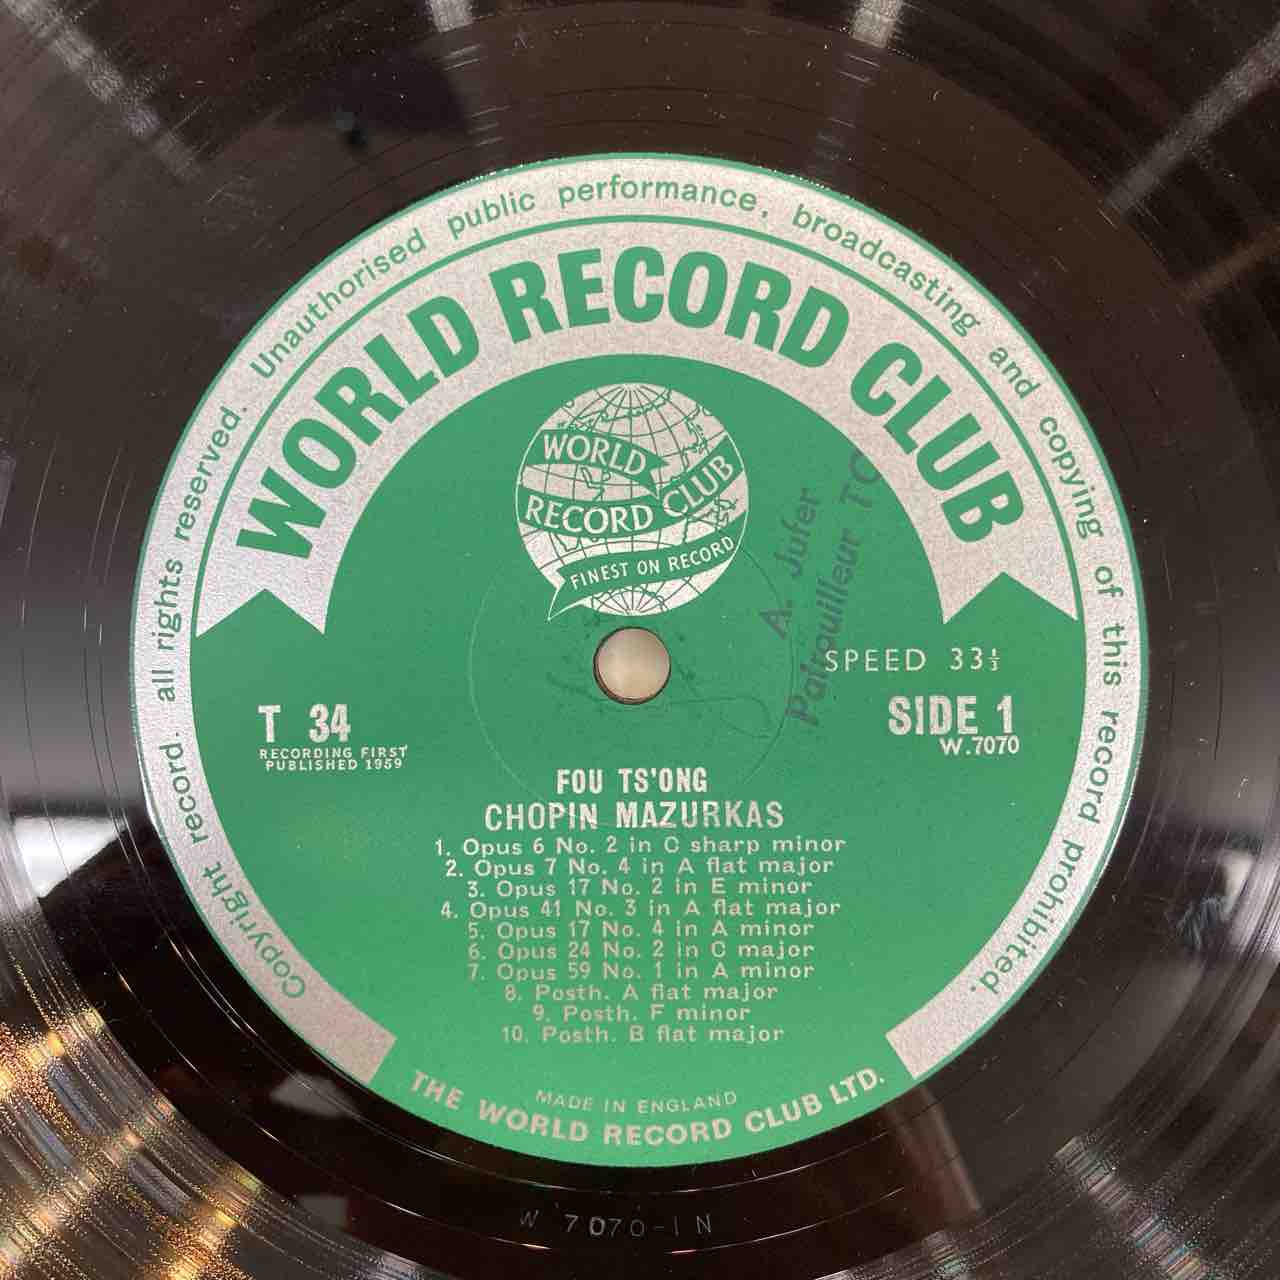 Copyright record. all rights reserved. Unauthorised public performance, broadcasting and copying of this record prohibited.
WORLD RECORD CLUB
WORLD
RECORD CLUB
FINEST ON RECORD
A. Jufer
Patrouilleur TC
SPEED 33⅓
T 34
RECORDING FIRST
PUBLISHED 1959
SIDE 1
W.7070
FOU TS'ONG
CHOPIN MAZURKAS
1. Opus 6 No. 2 in C sharp minor
2. Opus 7 No. 4 in A flat major
3. Opus 17 No. 2 in E minor
4. Opus 41 No. 3 in A flat major
5. Opus 17 No. 4 in A minor
6. Opus 24 No. 2 in C major
7. Opus 59 No. 1 in A minor
8. Posth. A flat major
9. Posth. F minor
10. Posth. B flat major
MADE IN ENGLAND
THE WORLD RECORD CLUB LTD.
W 7070-1N